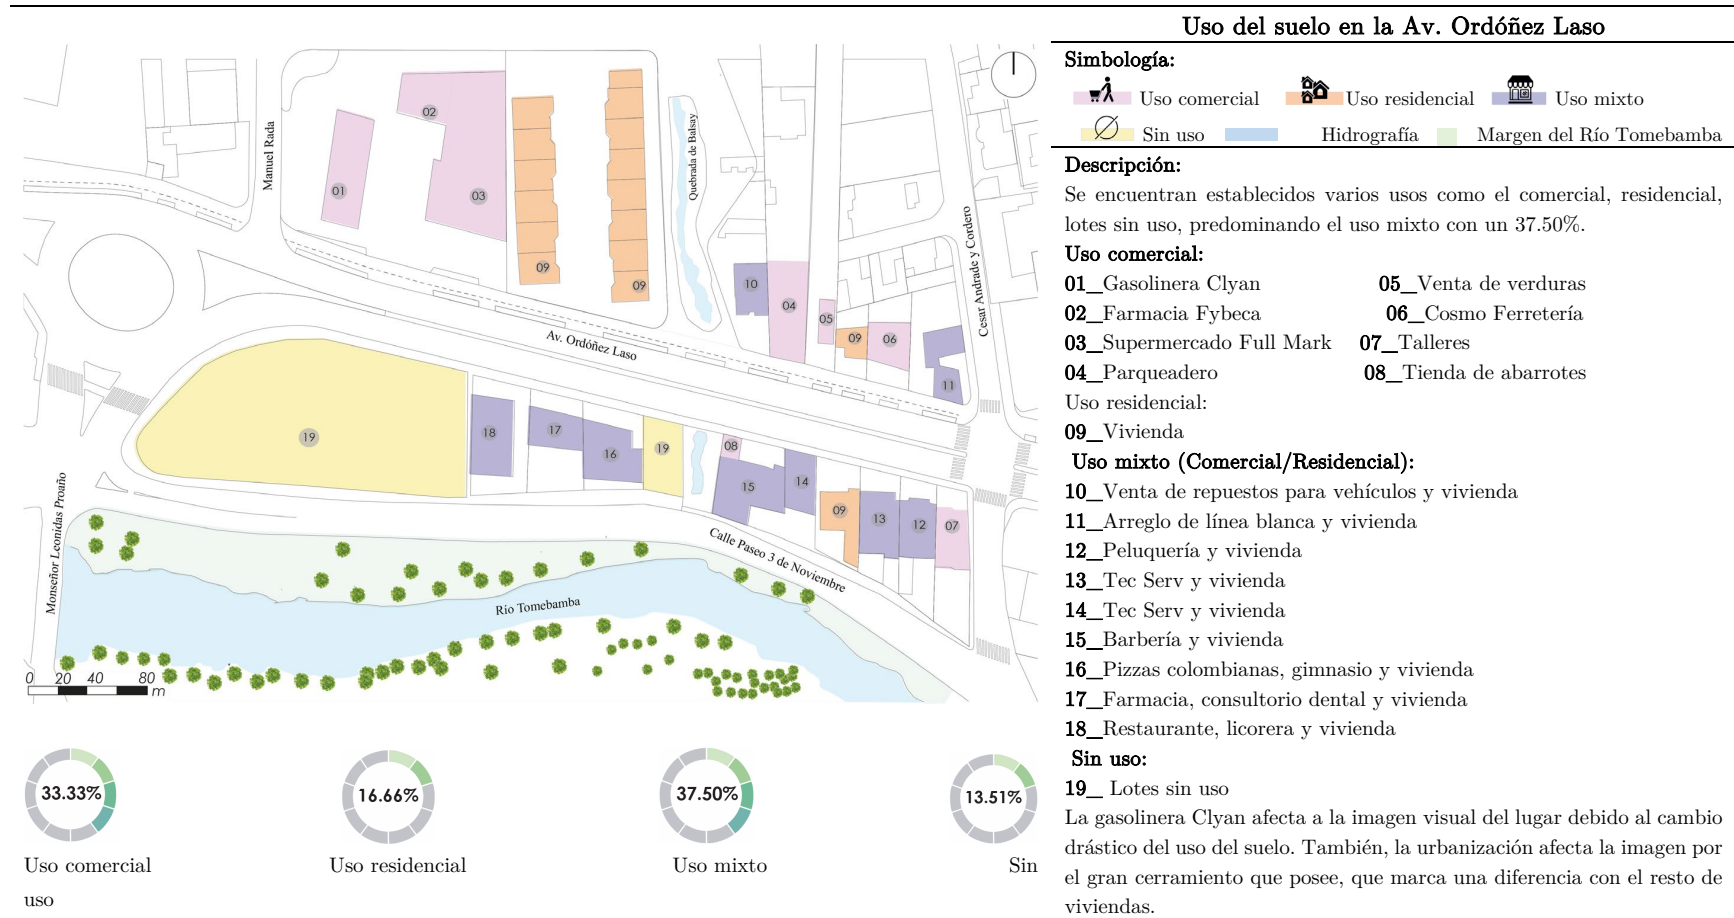 Uso del suelo en la Av. Ordóñez Laso
Simbología:
Uso comercial Uso residencial Uso mixto
Sin uso Hidrografía Margen del Río Tomebamba
Descripción:
Se encuentran establecidos varios usos como el comercial, residencial,
lotes sin uso, predominando el uso mixto con un 37.50%.
Uso comercial:
01_Gasolinera Clyan 05_Venta de verduras
02_Farmacia Fybeca 06_Cosmo Ferretería
03_Supermercado Full Mark 07_Talleres
04_Parqueadero 08_Tienda de abarrotes
Uso residencial:
09_Vivienda
Uso mixto (Comercial/Residencial):
10_Venta de repuestos para vehículos y vivienda
11_Arreglo de línea blanca y vivienda
12_Peluquería y vivienda
13_Tec Serv y vivienda
14_Tec Serv y vivienda
15_Barbería y vivienda
16_Pizzas colombianas, gimnasio y vivienda
17_Farmacia, consultorio dental y vivienda
18_Restaurante, licorera y vivienda
Sin uso:
19_ Lotes sin uso
La gasolinera Clyan afecta a la imagen visual del lugar debido al cambio
drástico del uso del suelo. También, la urbanización afecta la imagen por
el gran cerramiento que posee, que marca una diferencia con el resto de
viviendas.
Manuel Rada
Quebrada de Balsay
Cesar Andrade y Cordero
Av. Ordóñez Laso
Monseñor Leonidas Proaño
Calle Paseo 3 de Noviembre
Río Tomebamba
01
02
03
09
09
10
04
05
09
06
11
19
18
17
16
19
08
15
14
09
13
12
07
0 20 40 80
m
33.33% 16.66% 37.50% 13.51%
Uso comercial Uso residencial Uso mixto Sin
uso